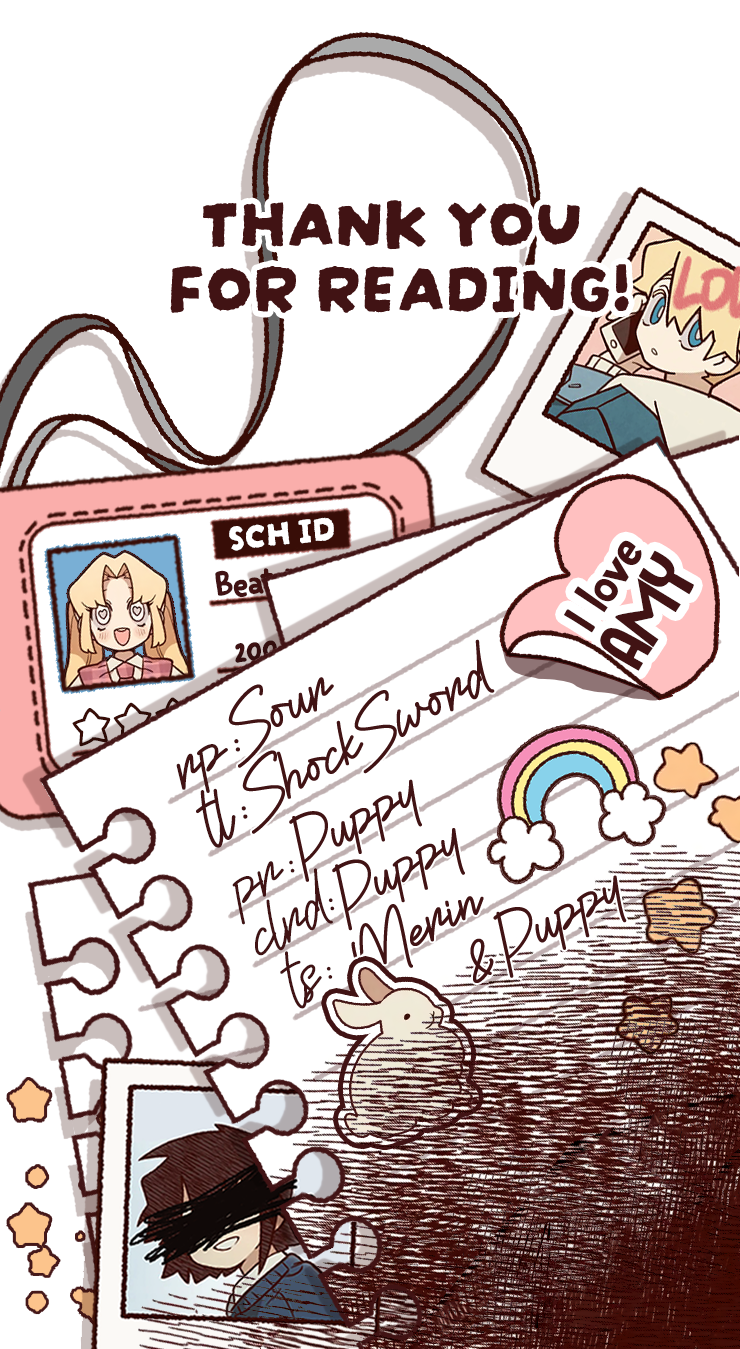 THANK YOU
FOR READING!
LOV
SCH ID
Bea
200
I love
AMY
rp: Sour
tl: ShockSword
pr: Puppy
clrd: Puppy
ts: Merin
& Puppy